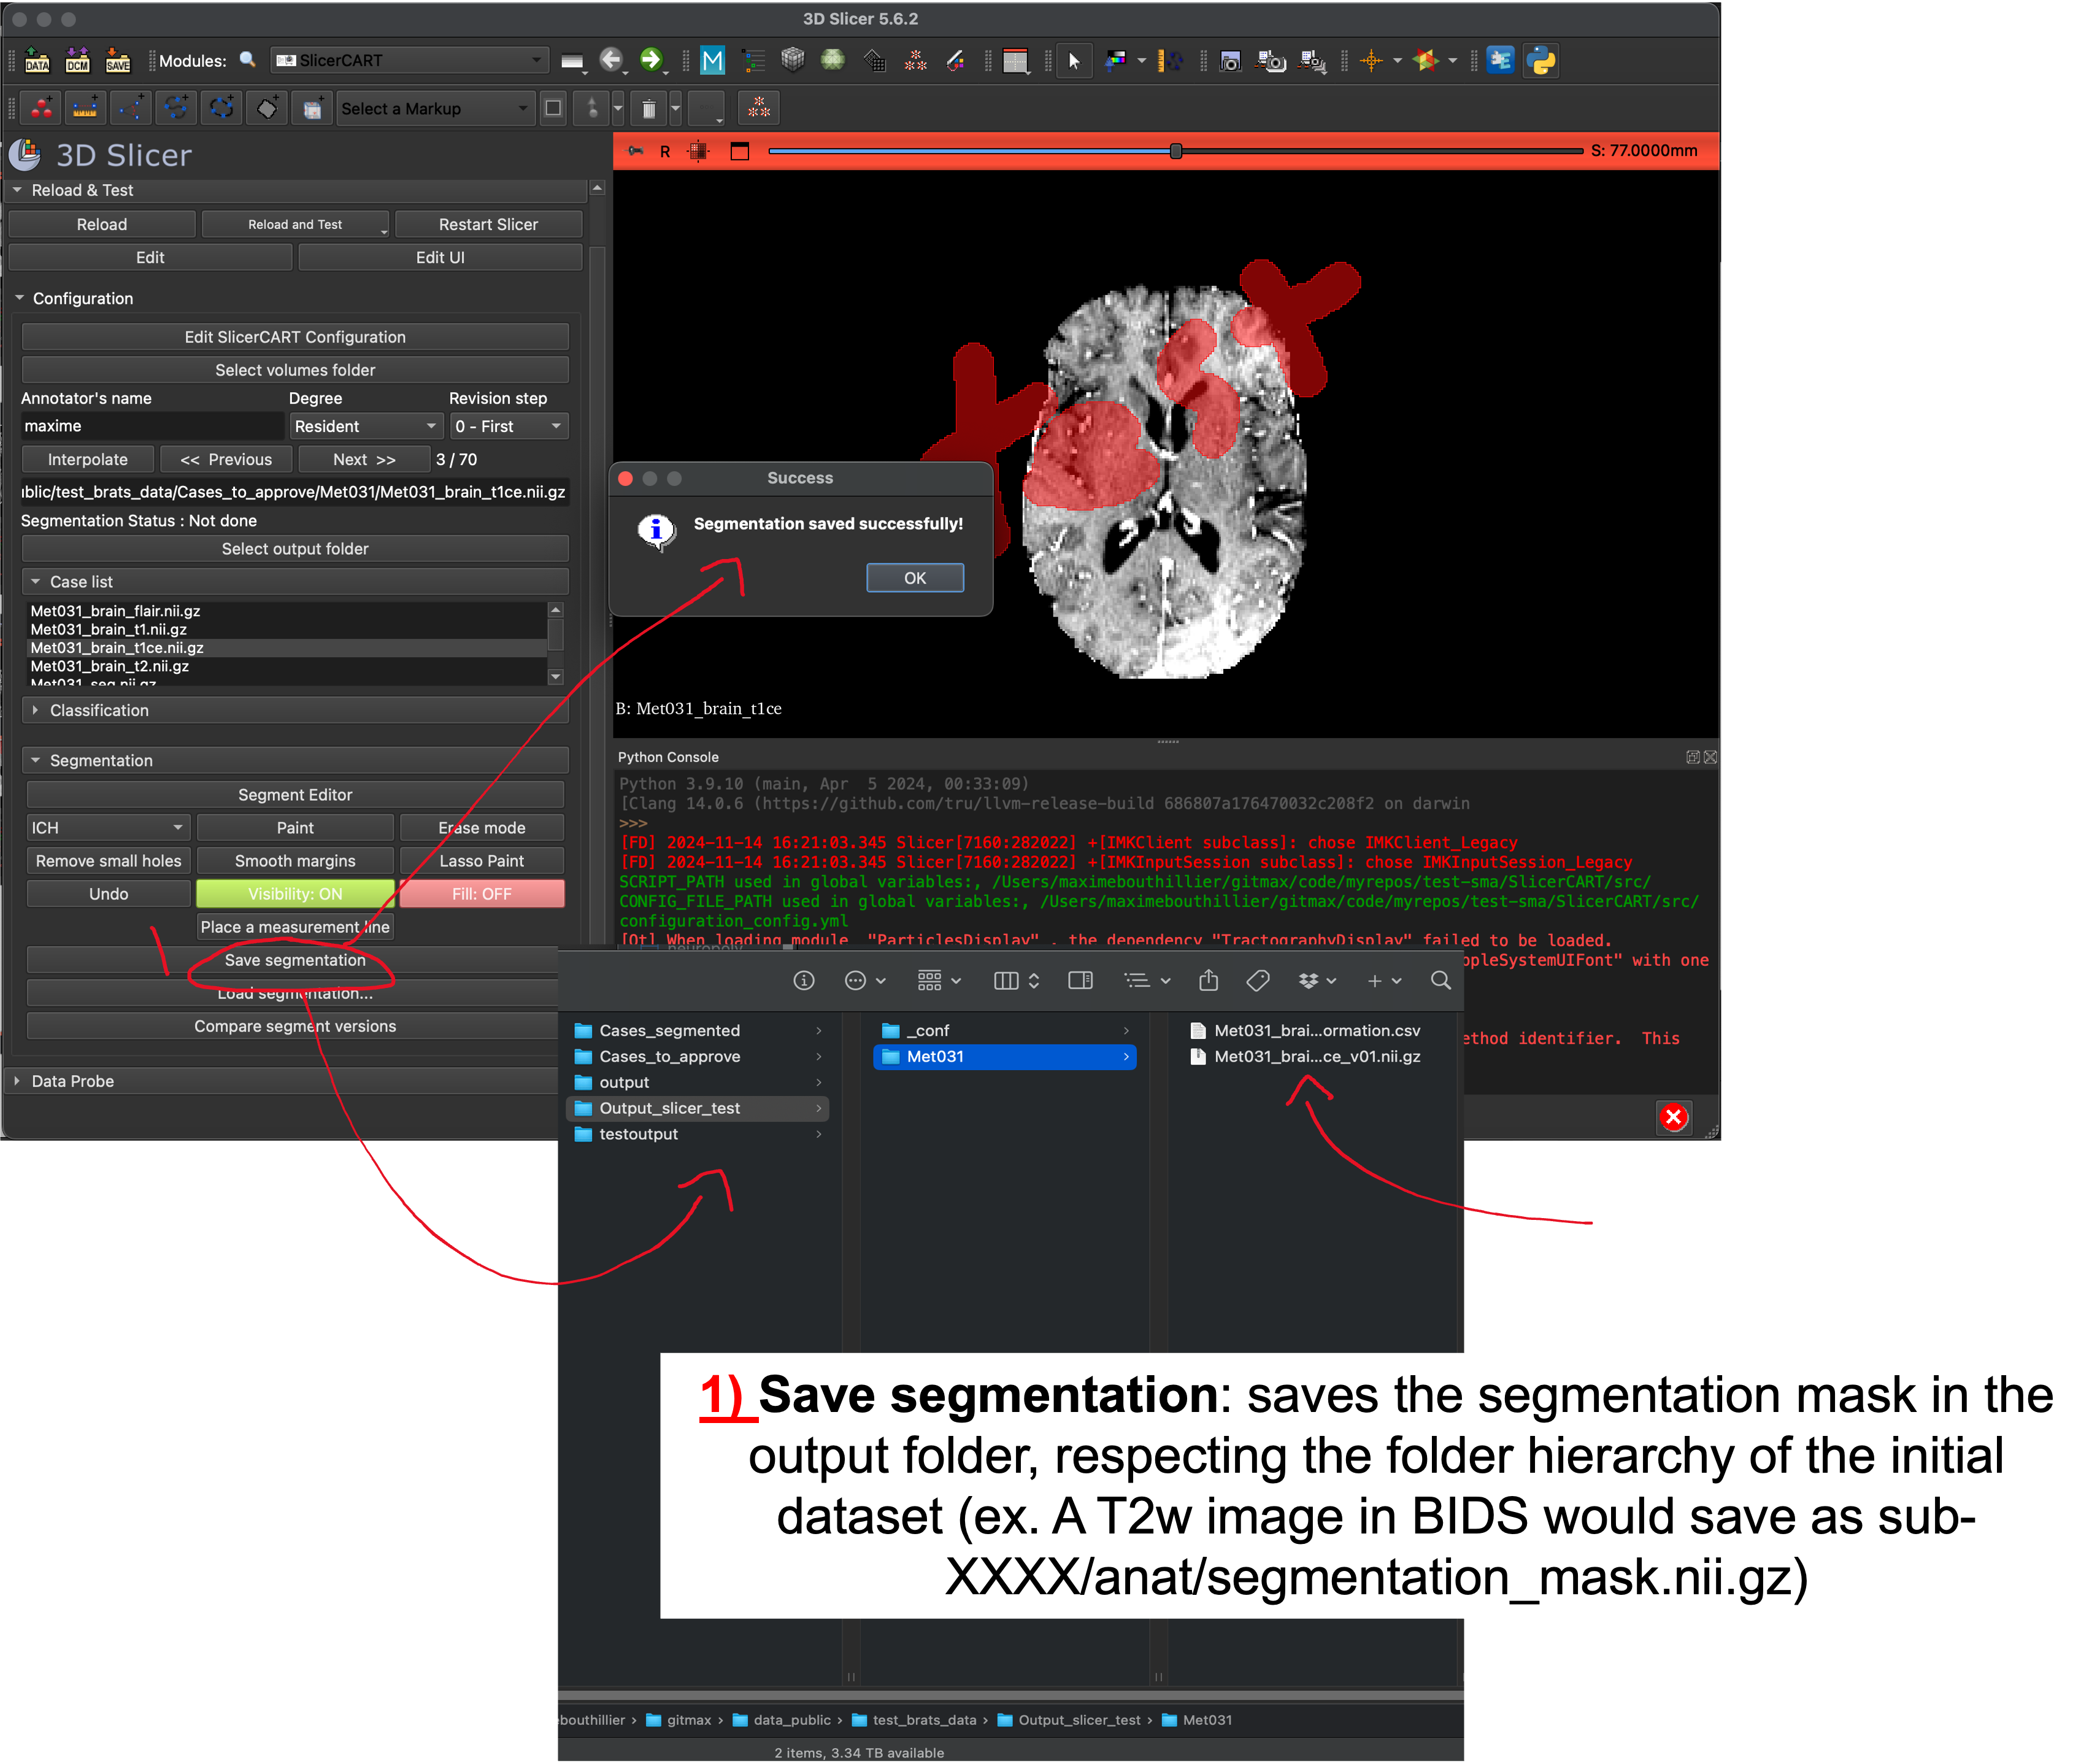 3D Slicer 5.6.2
DATA DCM SAVE Modules: SlicerCART M
Select a Markup
3D Slicer
Reload & Test
Reload Reload and Test Restart Slicer
Edit Edit UI
Configuration
Edit SlicerCART Configuration
Select volumes folder
Annotator's name Degree Revision step
maxime Resident 0 - First
Interpolate << Previous Next >> 3 / 70
blic/test_brats_data/Cases_to_approve/Met031/Met031_brain_t1ce.nii.gz
Segmentation Status : Not done
Select output folder
Case list
Met031_brain_flair.nii.gz
Met031_brain_t1.nii.gz
Met031_brain_t1ce.nii.gz
Met031_brain_t2.nii.gz
Met031_seg.nii.gz
Classification
Segmentation
Segment Editor
ICH Paint Erase mode
Remove small holes Smooth margins Lasso Paint
Undo Visibility: ON Fill: OFF
Place a measurement line
Save segmentation
Load segmentation...
Compare segment versions
Data Probe
R S: 77.0000mm
Success
Segmentation saved successfully!
OK
B: Met031_brain_t1ce
Python Console
Python 3.9.10 (main, Apr 5 2024, 00:33:09)
[Clang 14.0.6 (https://github.com/tru/llvm-release-build 686807a176470032c208f2 on darwin
>>>
[FD] 2024-11-14 16:21:03.345 Slicer[7160:282022] +[IMKClient subclass]: chose IMKClient_Legacy
[FD] 2024-11-14 16:21:03.345 Slicer[7160:282022] +[IMKInputSession subclass]: chose IMKInputSession_Legacy
SCRIPT_PATH used in global variables:, /Users/maximebouthillier/gitmax/code/myrepos/test-sma/SlicerCART/src/
CONFIG_FILE_PATH used in global variables:, /Users/maximebouthillier/gitmax/code/myrepos/test-sma/SlicerCART/src/
configuration_config.yml
[Qt] When loading module "ParticlesDisplay" , the dependency "TractographyDisplay" failed to be loaded.
ppleSystemUIFont" with one
ethod identifier. This
Cases_segmented
Cases_to_approve
output
Output_slicer_test
testoutput
_conf
Met031
Met031_brai...ormation.csv
Met031_brai...ce_v01.nii.gz
1) Save segmentation: saves the segmentation mask in the
output folder, respecting the folder hierarchy of the initial
dataset (ex. A T2w image in BIDS would save as sub-
XXXX/anat/segmentation_mask.nii.gz)
bouthillier › gitmax › data_public › test_brats_data › Output_slicer_test › Met031
2 items, 3.34 TB available